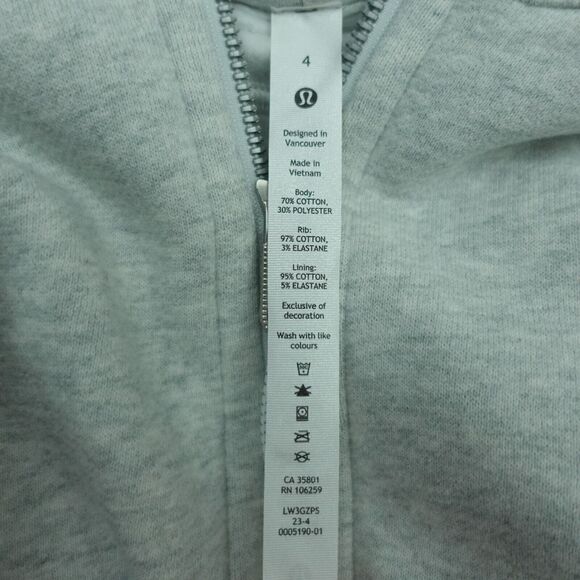 lululemon
4
Designed in
Vancouver
Made in
Vietnam
Body:
70% COTTON,
30% POLYESTER
Rib:
97% COTTON,
3% ELASTANE
Lining:
95% COTTON,
5% ELASTANE
Exclusive of
decoration
Wash with like
colours
CA 35801
RN 106259
LW3GZPS
23-4
0005190-01